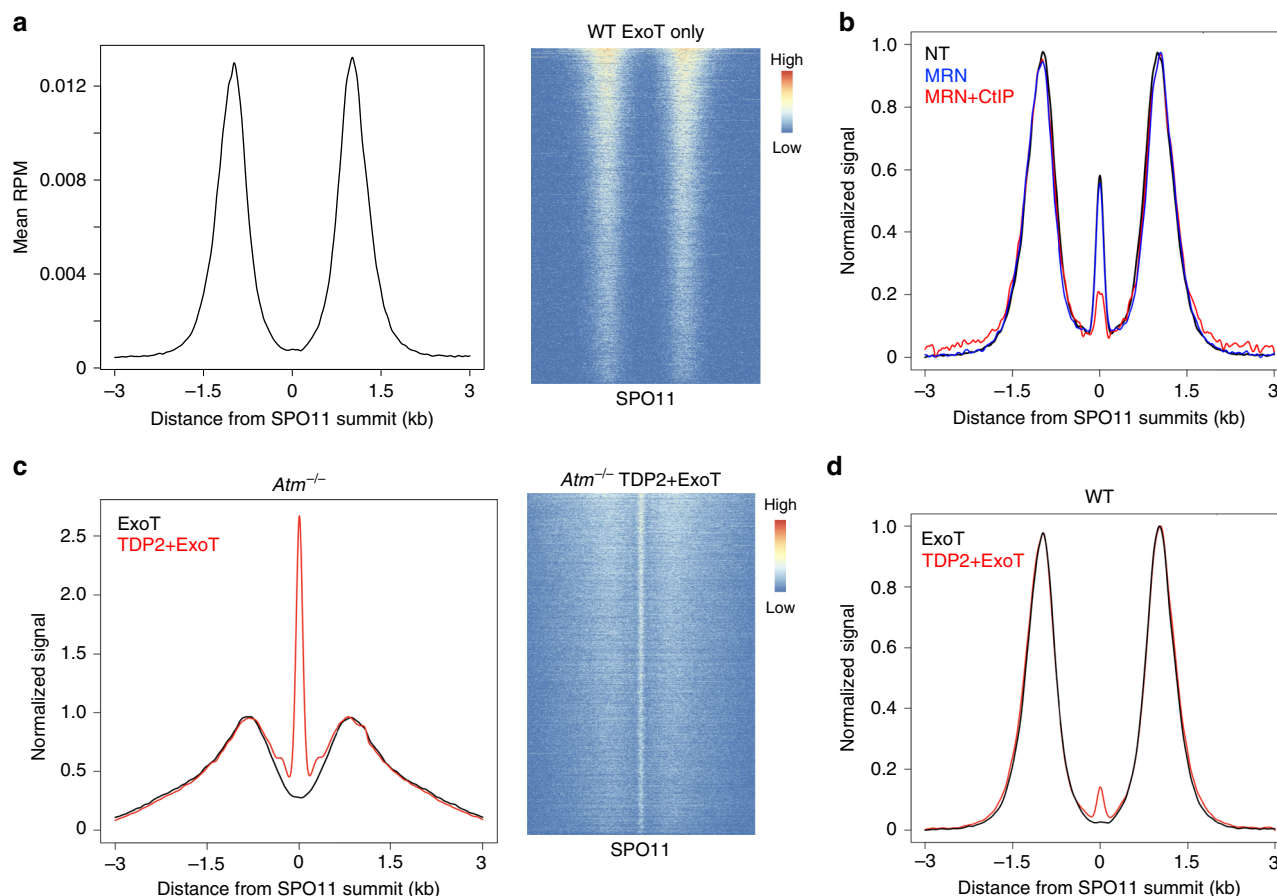 a
WT ExoT only
Mean RPM
0.012
0.008
0.004
0
−3
−1.5
0
1.5
3
Distance from SPO11 summit (kb)
High
Low
SPO11
b
NT
MRN
MRN+CtIP
Normalized signal
1.0
0.8
0.6
0.4
0.2
0
−3
−1.5
0
1.5
3
Distance from SPO11 summits (kb)
c
Atm−/−
ExoT
TDP2+ExoT
Normalized signal
2.5
2.0
1.5
1.0
0.5
0
−3
−1.5
0
1.5
3
Distance from SPO11 summit (kb)
Atm−/− TDP2+ExoT
High
Low
SPO11
d
WT
ExoT
TDP2+ExoT
Normalized signal
1.0
0.8
0.6
0.4
0.2
0
−3
−1.5
0
1.5
3
Distance from SPO11 summit (kb)